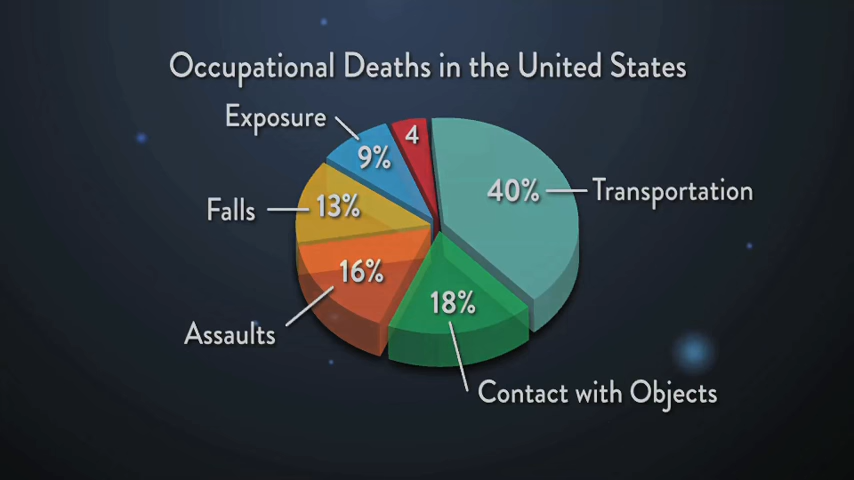 Occupational Deaths in the United States
Exposure
4
9%
40%
Transportation
Falls
13%
16%
18%
Assaults
Contact with Objects